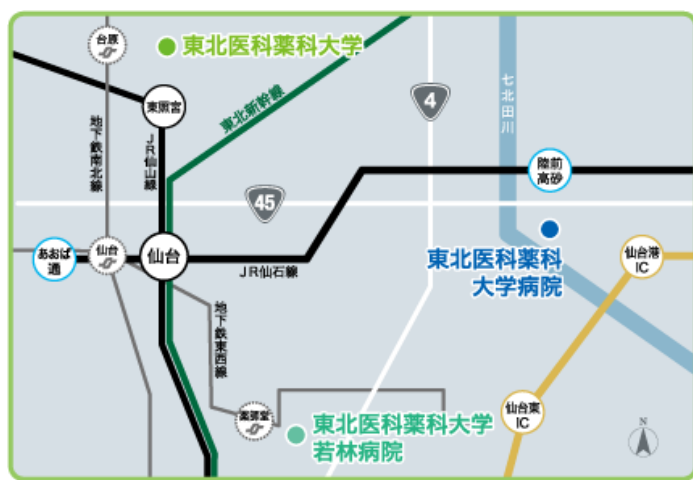 台原
東北医科薬科大学
東照宮
東北新幹線
4
七北田川
地下鉄南北線
JR仙山線
陸前
高砂
45
あおば
通
仙台
仙台
JR仙石線
東北医科薬科
大学病院
仙台港
IC
地下鉄東西線
薬師堂
東北医科薬科大学
若林病院
仙台東
IC
N